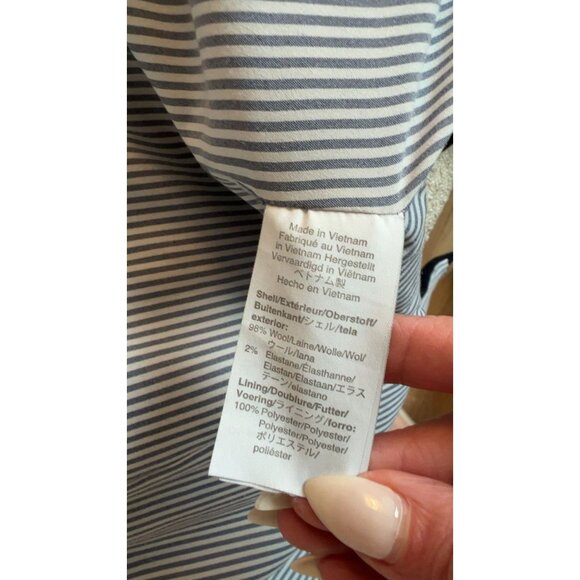 Made in Vietnam
Fabriqué au Vietnam
in Vietnam Hergestellt
Vervaardigd in Viëtnam
ベトナム製
Hecho en Vietnam
Shell/Extérieur/Oberstoff/
Buitenkant/シェル/tela
exterior:
98% Wool/Laine/Wolle/Wol/
ウール/lana
2% Elastane/Élasthanne/
Elastan/Elastaan/エラス
テーン/elastano
Lining/Doublure/Futter/
Voering/ライニング/forro:
100% Polyester/Polyester/
Polyester/Polyester/
ポリエステル/
poliéster